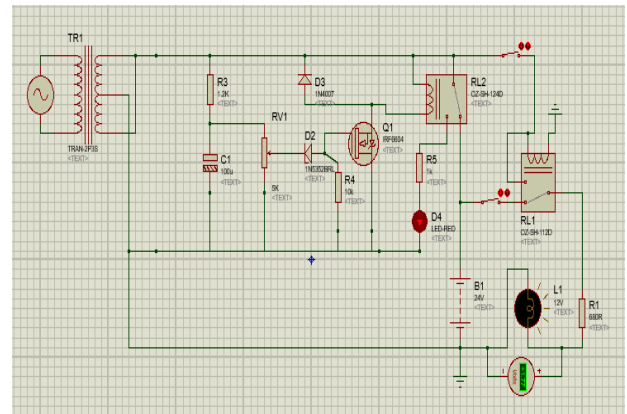 TR1
TRAN-2P3S
<TEXT>
R3
1.2K
<TEXT>
C1
100u
<TEXT>
RV1
5K
<TEXT>
D3
1N4007
<TEXT>
D2
<TEXT>
R4
10k
<TEXT>
Q1
<TEXT>
R5
1k
<TEXT>
D4
LED-RED
<TEXT>
RL2
OZ-SH-124D
<TEXT>
RL1
OZ-SH-112D
<TEXT>
B1
24V
<TEXT>
L1
12V
<TEXT>
R1
680R
<TEXT>